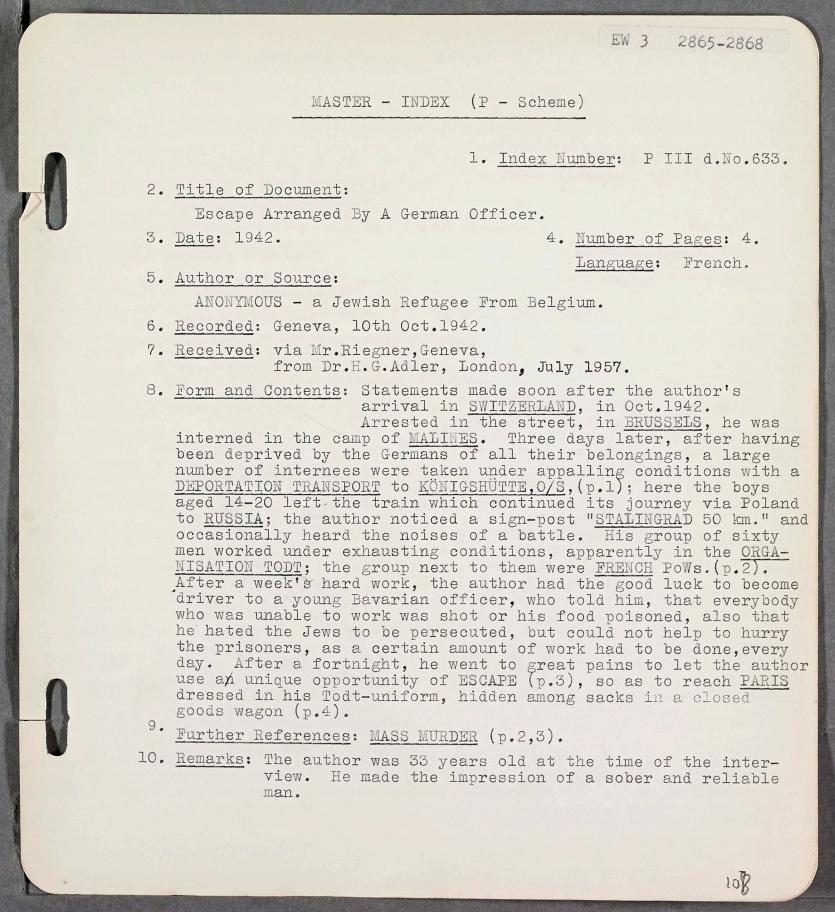 EW 3 2865-2868
MASTER - INDEX (P - Scheme)
1. Index Number: P III d.No.633.
2. Title of Document:
Escape Arranged By A German Officer.
3. Date: 1942. 4. Number of Pages: 4.
Language: French.
5. Author or Source:
ANONYMOUS - a Jewish Refugee From Belgium.
6. Recorded: Geneva, 10th Oct.1942.
7. Received: via Mr.Riegner,Geneva,
from Dr.H.G.Adler, London, July 1957.
8. Form and Contents: Statements made soon after the author's
arrival in SWITZERLAND, in Oct.1942.
Arrested in the street, in BRUSSELS, he was
interned in the camp of MALINES. Three days later, after having
been deprived by the Germans of all their belongings, a large
number of internees were taken under appalling conditions with a
DEPORTATION TRANSPORT to KÖNIGSHÜTTE,O/S,(p.1); here the boys
aged 14-20 left the train which continued its journey via Poland
to RUSSIA; the author noticed a sign-post "STALINGRAD 50 km." and
occasionally heard the noises of a battle. His group of sixty
men worked under exhausting conditions, apparently in the ORGA-
NISATION TODT; the group next to them were FRENCH PoWs.(p.2).
After a week's hard work, the author had the good luck to become
driver to a young Bavarian officer, who told him, that everybody
who was unable to work was shot or his food poisoned, also that
he hated the Jews to be persecuted, but could not help to hurry
the prisoners, as a certain amount of work had to be done,every
day. After a fortnight, he went to great pains to let the author
use a unique opportunity of ESCAPE (p.3), so as to reach PARIS
dressed in his Todt-uniform, hidden among sacks in a closed
goods wagon (p.4).
9. Further References: MASS MURDER (p.2,3).
10. Remarks: The author was 33 years old at the time of the inter-
view. He made the impression of a sober and reliable
man.